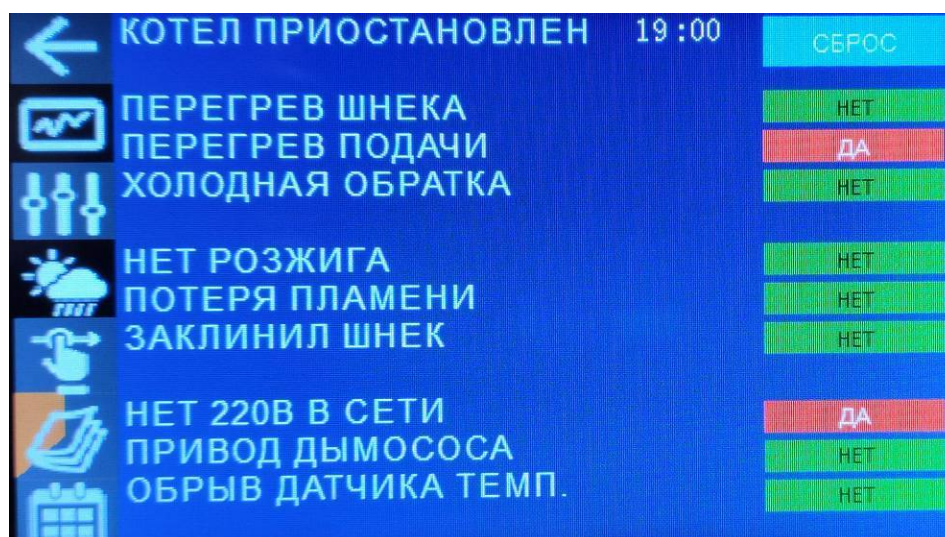 КОТЕЛ ПРИОСТАНОВЛЕН 19:00 СБРОС
ПЕРЕГРЕВ ШНЕКА НЕТ
ПЕРЕГРЕВ ПОДАЧИ ДА
ХОЛОДНАЯ ОБРАТКА НЕТ
НЕТ РОЗЖИГА НЕТ
ПОТЕРЯ ПЛАМЕНИ НЕТ
ЗАКЛИНИЛ ШНЕК НЕТ
НЕТ 220В В СЕТИ ДА
ПРИВОД ДЫМОСОСА НЕТ
ОБРЫВ ДАТЧИКА ТЕМП. НЕТ